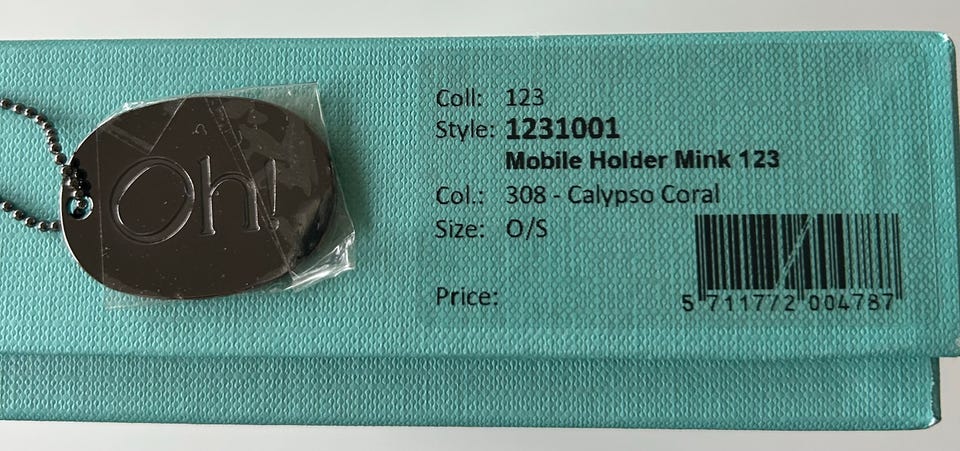 Oh!
Coll: 123
Style: 1231001
Mobile Holder Mink 123
Col.: 308 - Calypso Coral
Size: O/S
Price:
5 711772 004787